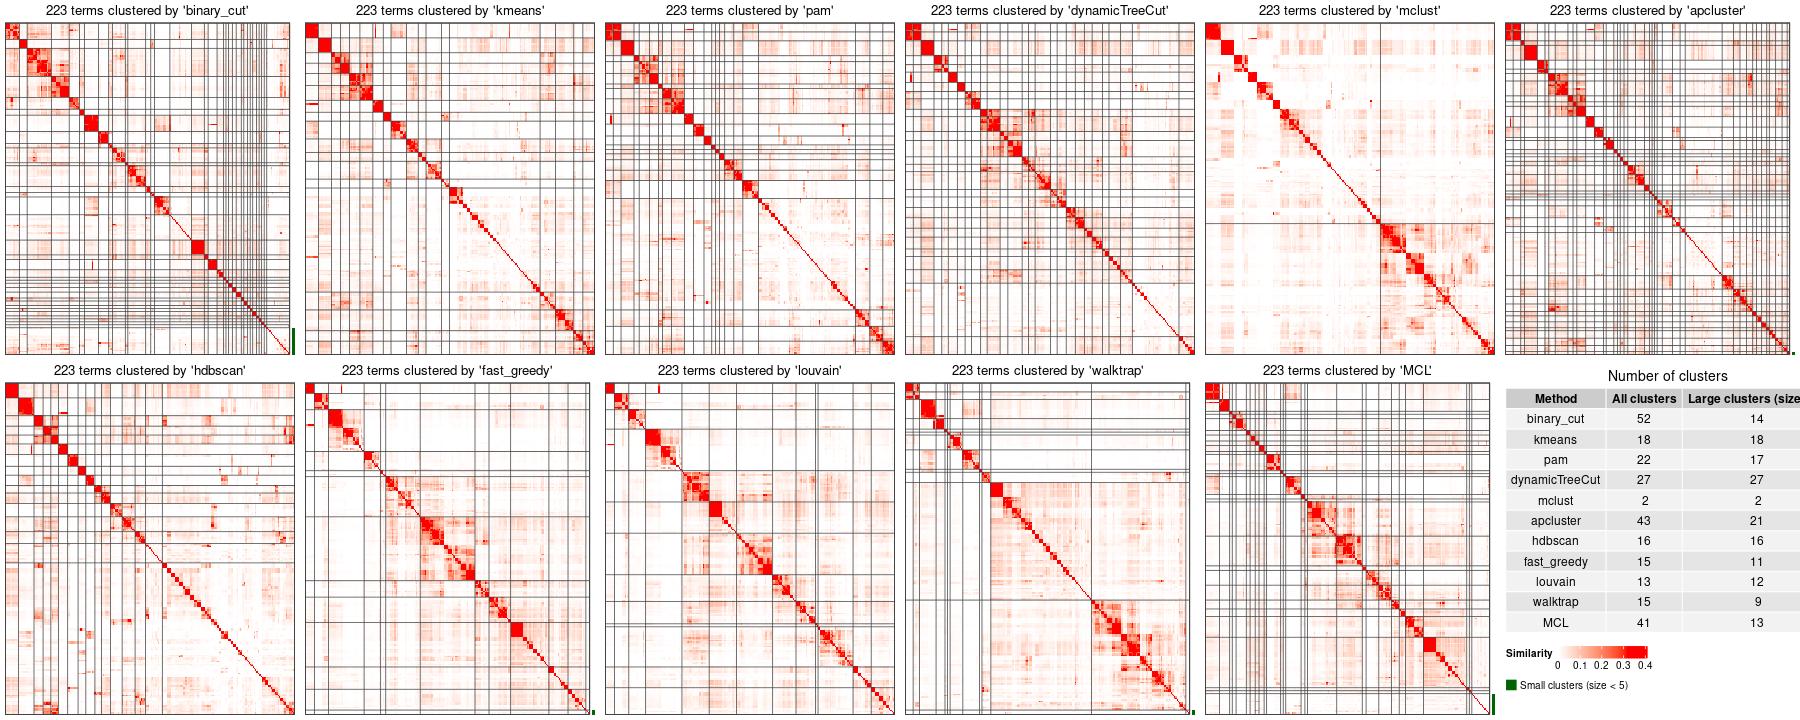 223 terms clustered by 'binary_cut'
223 terms clustered by 'kmeans'
223 terms clustered by 'pam'
223 terms clustered by 'dynamicTreeCut'
223 terms clustered by 'mclust'
223 terms clustered by 'apcluster'
223 terms clustered by 'hdbscan'
223 terms clustered by 'fast_greedy'
223 terms clustered by 'louvain'
223 terms clustered by 'walktrap'
223 terms clustered by 'MCL'
Number of clusters
Method All clusters Large clusters (size
binary_cut 52 14
kmeans 18 18
pam 22 17
dynamicTreeCut 27 27
mclust 2 2
apcluster 43 21
hdbscan 16 16
fast_greedy 15 11
louvain 13 12
walktrap 15 9
MCL 41 13
Similarity
0 0.1 0.2 0.3 0.4
Small clusters (size < 5)